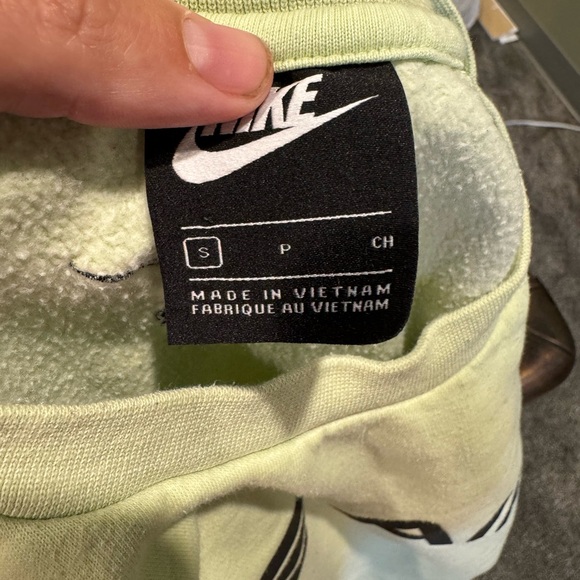 NIKE
S P CH
MADE IN VIETNAM
FABRIQUE AU VIETNAM